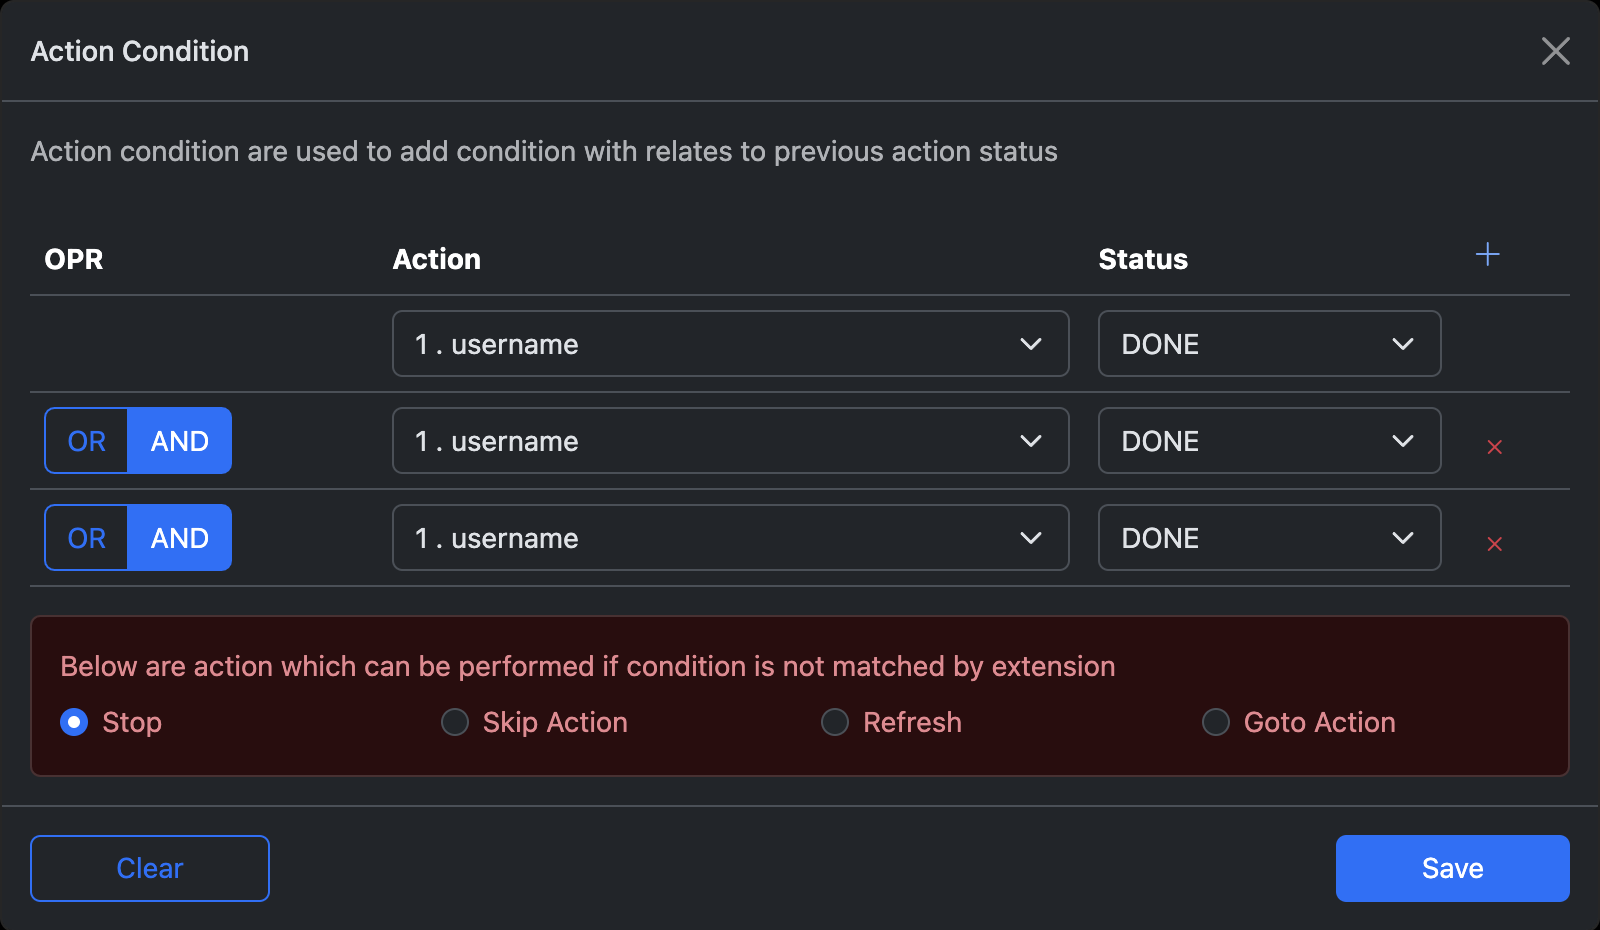 Action Condition
Action condition are used to add condition with relates to previous action status
OPR Action Status
1 . username DONE
OR AND 1 . username DONE
OR AND 1 . username DONE
Below are action which can be performed if condition is not matched by extension
Stop Skip Action Refresh Goto Action
Clear Save